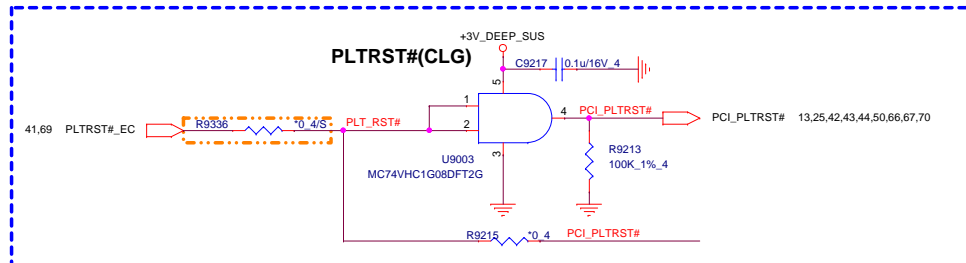 +3V_DEEP_SUS
PLTRST#(CLG)
C9217 0.1u/16V_4
5
1
2
4
3
41,69 PLTRST#_EC
R9336 *0_4/S
PLT_RST#
PCI_PLTRST#
PCI_PLTRST# 13,25,42,43,44,50,66,67,70
U9003
MC74VHC1G08DFT2G
R9213
100K_1%_4
R9215 *0_4
PCI_PLTRST#